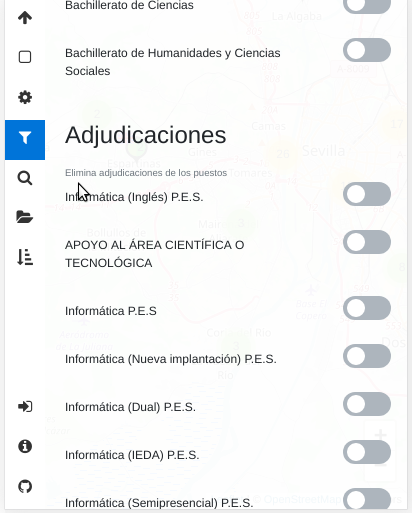 Bachillerato de Ciencias
Bachillerato de Humanidades y Ciencias
Sociales
Adjudicaciones
Elimina adjudicaciones de los puestos
Informática (Inglés) P.E.S.
APOYO AL ÁREA CIENTÍFICA O
TECNOLÓGICA
Informática P.E.S
Informática (Nueva implantación) P.E.S.
Informática (Dual) P.E.S.
Informática (IEDA) P.E.S.
Informática (Semipresencial) P.E.S.
Sevilla